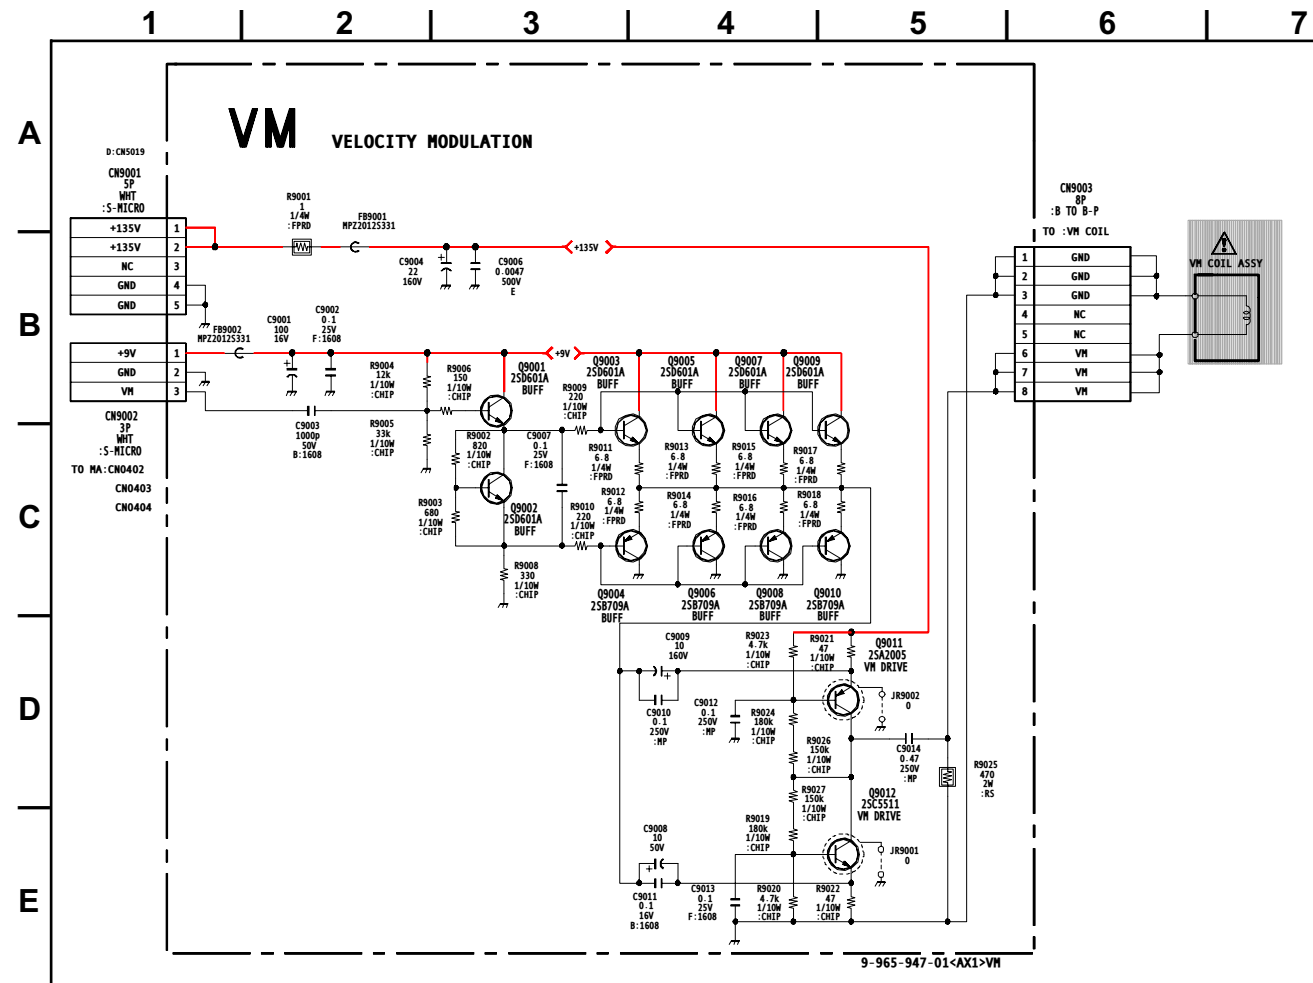 1 2 3 4 5 6 7
A
B
C
D
E
VM VELOCITY MODULATION
D:CN5019
CN9001
5P
WHT
:S-MICRO
+135V 1
+135V 2
NC 3
GND 4
GND 5
+9V 1
GND 2
VM 3
CN9002
3P
WHT
:S-MICRO
TO MA:CN0402
CN0403
CN0404
R9001
1
1/4W
:FPRD
FB9001
MPZ2012S331
C9004
22
160V
C9006
0.0047
500V
E
+135V
FB9002
MPZ2012S331
C9001
100
16V
C9002
0.1
25V
F:1608
C9003
1000p
50V
B:1608
R9004
12k
1/10W
:CHIP
R9005
33k
1/10W
:CHIP
R9006
150
1/10W
:CHIP
Q9001
2SD601A
BUFF
+9V
R9002
820
1/10W
:CHIP
R9003
680
1/10W
:CHIP
Q9002
2SD601A
BUFF
R9008
330
1/10W
:CHIP
C9007
0.1
25V
F:1608
R9009
220
1/10W
:CHIP
R9010
220
1/10W
:CHIP
Q9003
2SD601A
BUFF
Q9005
2SD601A
BUFF
Q9007
2SD601A
BUFF
Q9009
2SD601A
BUFF
R9011
6.8
1/4W
:FPRD
R9013
6.8
1/4W
:FPRD
R9015
6.8
1/4W
:FPRD
R9017
6.8
1/4W
:FPRD
R9012
6.8
1/4W
:FPRD
R9014
6.8
1/4W
:FPRD
R9016
6.8
1/4W
:FPRD
R9018
6.8
1/4W
:FPRD
Q9004
2SB709A
BUFF
Q9006
2SB709A
BUFF
Q9008
2SB709A
BUFF
Q9010
2SB709A
BUFF
C9009
10
160V
C9010
0.1
250V
:MP
C9012
0.1
250V
:MP
R9023
4.7k
1/10W
:CHIP
R9021
47
1/10W
:CHIP
Q9011
2SA2005
VM DRIVE
JR9002
0
R9024
180k
1/10W
:CHIP
R9026
150k
1/10W
:CHIP
C9014
0.47
250V
:MP
R9025
470
2W
:RS
R9027
150k
1/10W
:CHIP
Q9012
2SC5511
VM DRIVE
R9019
180k
1/10W
:CHIP
JR9001
0
C9008
10
50V
C9011
0.1
16V
B:1608
C9013
0.1
25V
F:1608
R9020
4.7k
1/10W
:CHIP
R9022
47
1/10W
:CHIP
CN9003
8P
:B TO B-P
TO :VM COIL
1 GND
2 GND
3 GND
4 NC
5 NC
6 VM
7 VM
8 VM
VM COIL ASSY
9-965-947-01<AX1>VM